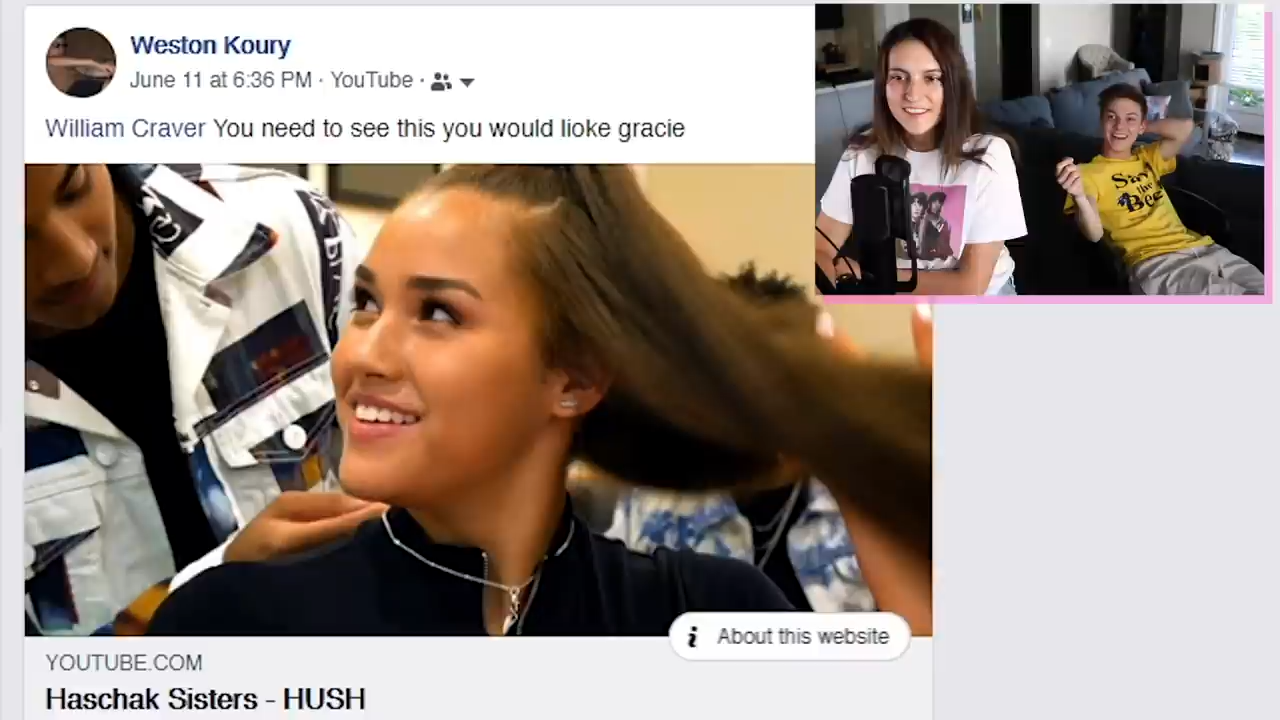 Weston Koury
June 11 at 6:36 PM · YouTube ·
William Craver You need to see this you would lioke gracie
Save
the
Bees
About this website
YOUTUBE.COM
Haschak Sisters - HUSH